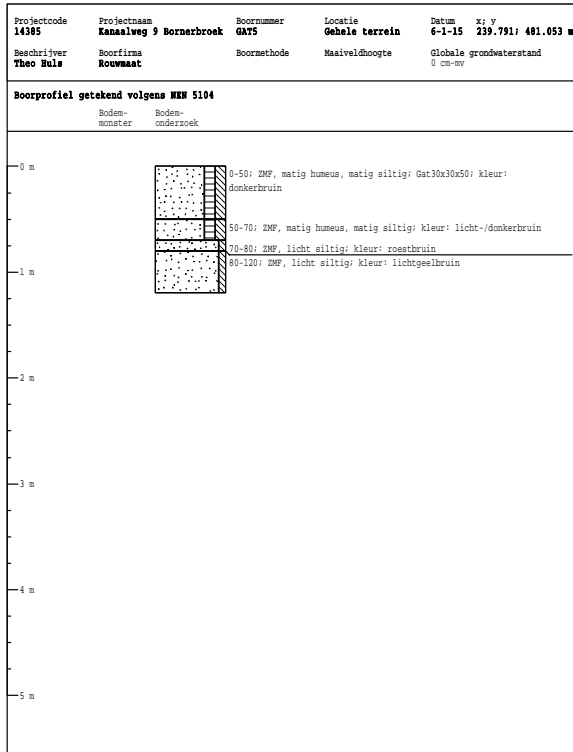 Projectcode Projectnaam Boornummer Locatie Datum x; y
14385 Kanaalweg 9 Bornerbroek GAT5 Gehele terrein 6-1-15 239.791; 481.053 m
Beschrijver Boorfirma Boormethode Maaiveldhoogte Globale grondwaterstand
Theo Huls Rouwmaat 0 cm-mv
Boorprofiel getekend volgens NEN 5104
Bodem- Bodem-
monster onderzoek
0 m
0-50; ZMF, matig humeus, matig siltig; Gat30x30x50; kleur:
donkerbruin
50-70; ZMF, matig humeus, matig siltig; kleur: licht-/donkerbruin
70-80; ZMF, licht siltig; kleur: roestbruin
80-120; ZMF, licht siltig; kleur: lichtgeelbruin
1 m
2 m
3 m
4 m
5 m